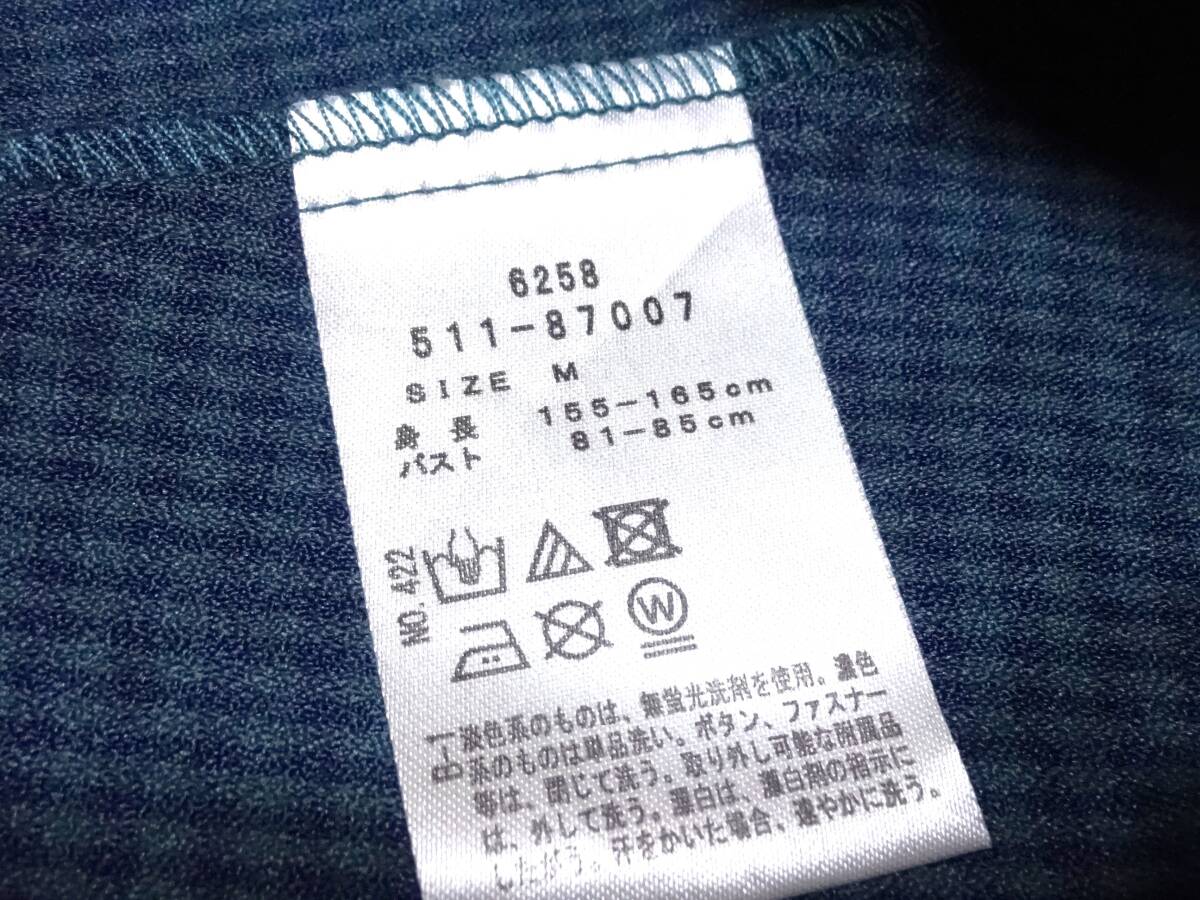 6258
511-87007
SIZE M
身長 155-165cm
バスト 81-85cm
NO. 422
W
淡色系のものは、無蛍光洗剤を使用。濃色
系のものは単品洗い。ボタン、ファスナー
等は、閉じて洗う。取り外し可能な附属品
は、外して洗う。漂白は、漂白剤の指示に
したがう。汗をかいた場合、速やかに洗う。